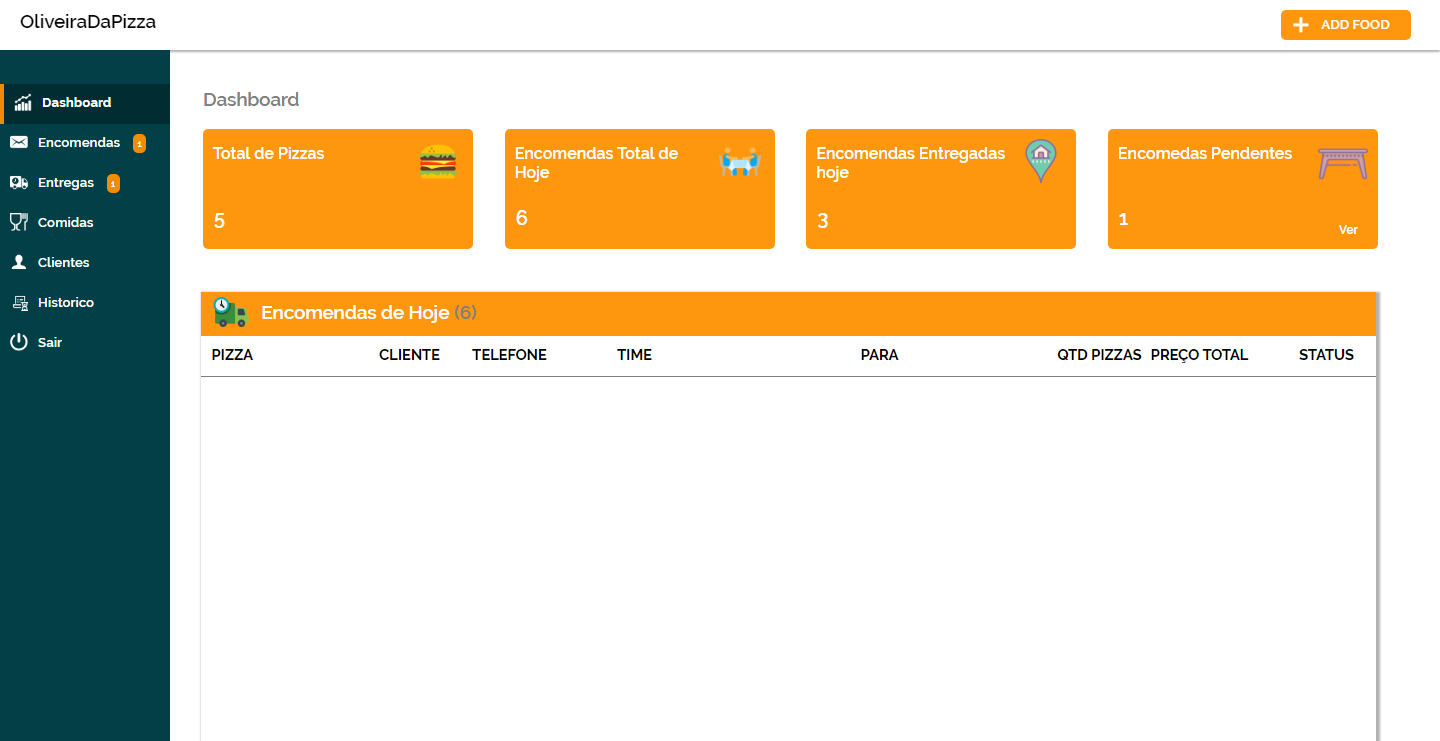 OliveiraDaPizza
ADD FOOD
Dashboard
Encomendas 1
Entregas 1
Comidas
Clientes
Historico
Sair
Dashboard
Total de Pizzas
5
Encomendas Total de
Hoje
6
Encomendas Entregadas
hoje
3
Encomedas Pendentes
1
Ver
Encomendas de Hoje (6)
PIZZA CLIENTE TELEFONE TIME PARA QTD PIZZAS PREÇO TOTAL STATUS